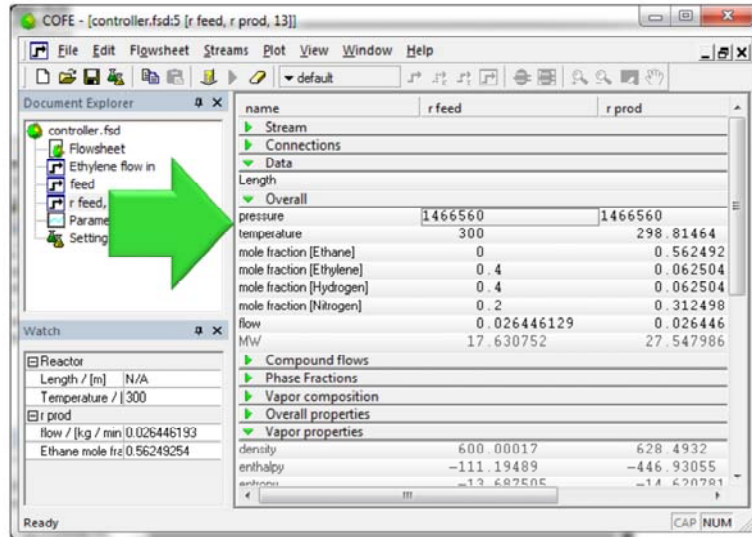 COFE - [controller.fsd:5 [r feed, r prod, 13]]
File Edit Flowsheet Streams Plot View Window Help
default
Document Explorer
controller.fsd
Flowsheet
Ethylene flow in
feed
r feed,
Parame
Setting
Watch
Reactor
Length / [m] N/A
Temperature / [ 300
r prod
flow / [kg / min 0.026446193
Ethane mole fra 0.56249254
name r feed r prod
Stream
Connections
Data
Length
Overall
pressure 1466560 1466560
temperature 300 298.81464
mole fraction [Ethane] 0 0.562492
mole fraction [Ethylene] 0.4 0.062504
mole fraction [Hydrogen] 0.4 0.062504
mole fraction [Nitrogen] 0.2 0.312498
flow 0.026446129 0.026446
MW 17.630752 27.547986
Compound flows
Phase Fractions
Vapor composition
Overall properties
Vapor properties
density 600.00017 628.4932
enthalpy -111.19489 -446.93055
entropy -13.687505 -14.620781
Ready CAP NUM